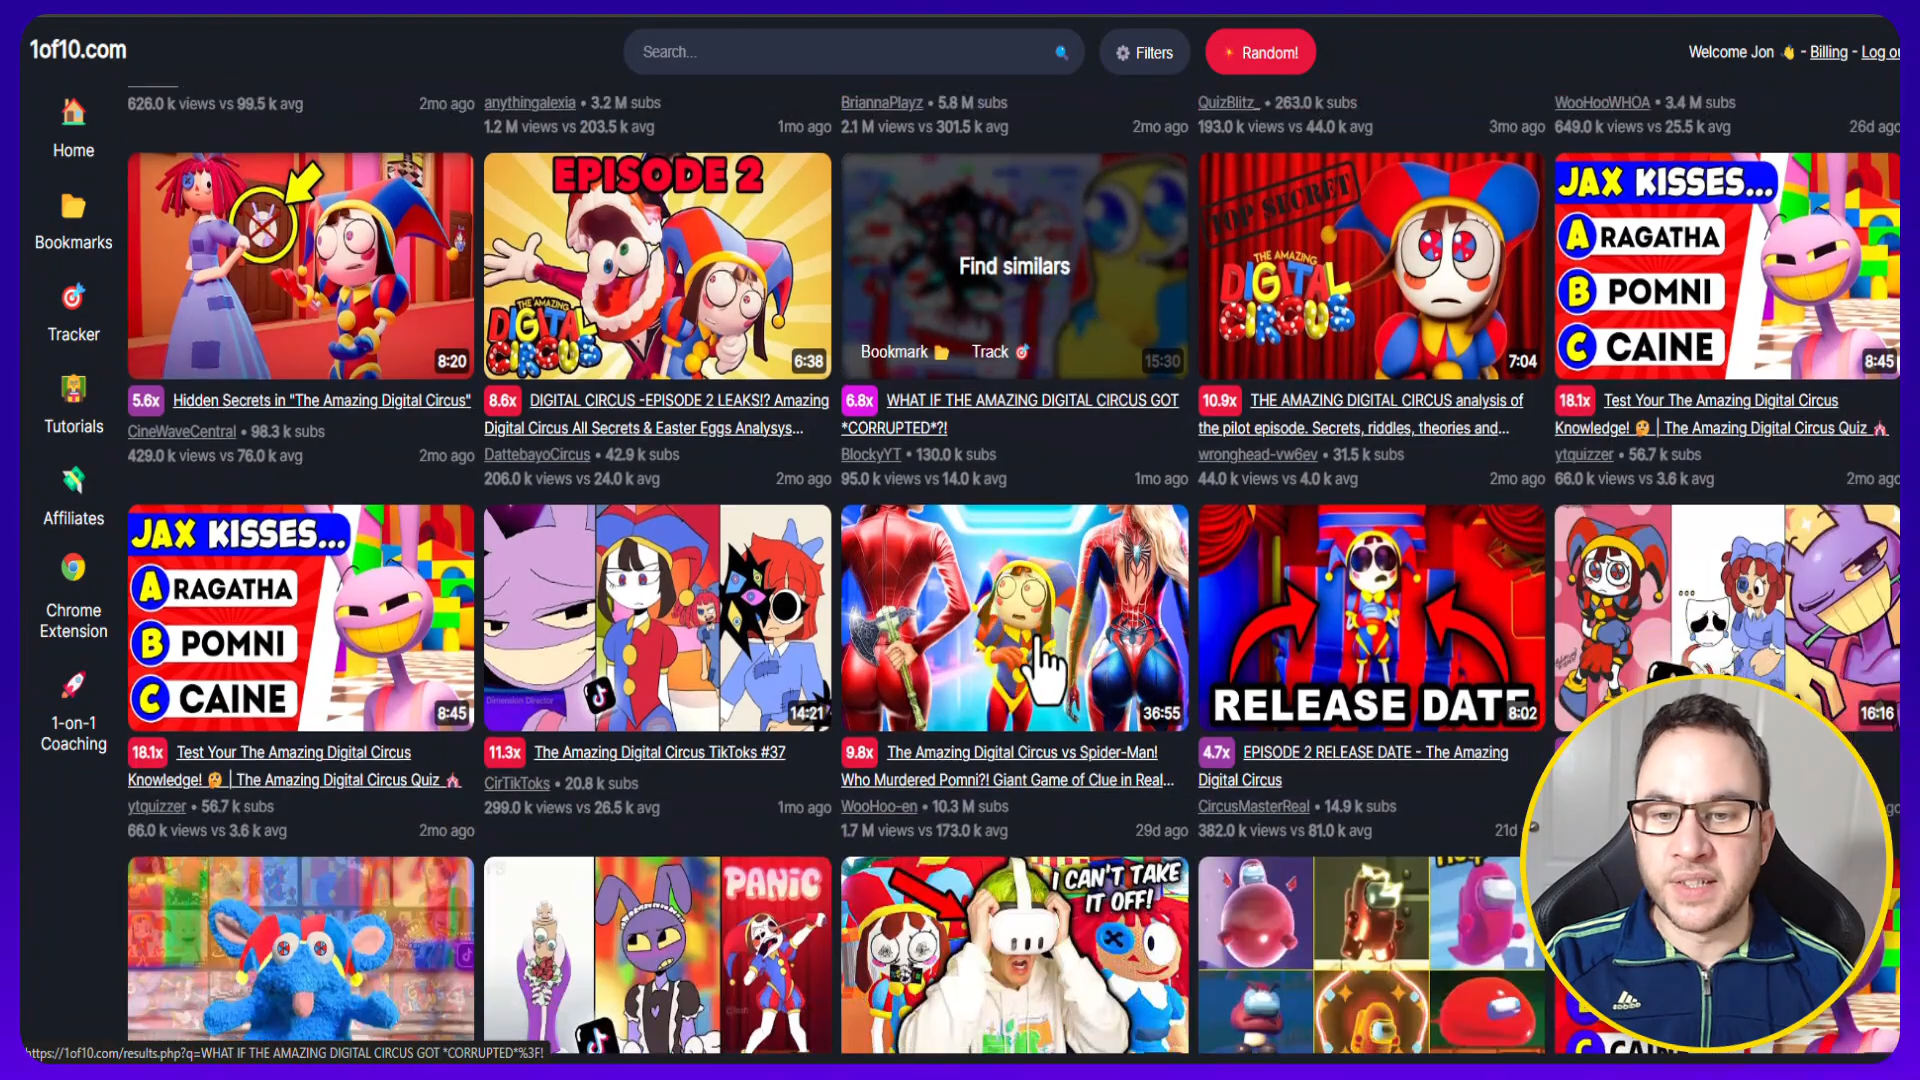 1of10.com
Search...
Filters
Random!
Welcome Jon 👋 - Billing - Log ou
Home
Bookmarks
Tracker
Tutorials
Affiliates
Chrome
Extension
1-on-1
Coaching
626.0 k views vs 99.5 k avg
2mo ago
anythingalexia • 3.2 M subs
1.2 M views vs 203.5 k avg
1mo ago
BriannaPlayz • 5.8 M subs
2.1 M views vs 301.5 k avg
2mo ago
QuizBlitz_ • 263.0 k subs
193.0 k views vs 44.0 k avg
3mo ago
WooHooWHOA • 3.4 M subs
649.0 k views vs 25.5 k avg
26d ago
8:20
5.6x Hidden Secrets in "The Amazing Digital Circus"
CineWaveCentral • 98.3 k subs
429.0 k views vs 76.0 k avg
2mo ago
EPISODE 2
THE AMAZING
DIGITAL
CIRCUS
6:38
8.6x DIGITAL CIRCUS -EPISODE 2 LEAKS!? Amazing
Digital Circus All Secrets & Easter Eggs Analysys...
DattebayoCircus • 42.9 k subs
206.0 k views vs 24.0 k avg
2mo ago
Find similars
Bookmark
Track
15:30
6.8x WHAT IF THE AMAZING DIGITAL CIRCUS GOT
*CORRUPTED*?!
BlockyYT • 130.0 k subs
95.0 k views vs 14.0 k avg
1mo ago
TOP SECRET
THE AMAZING
DIGITAL
CIRCUS
7:04
10.9x THE AMAZING DIGITAL CIRCUS analysis of
the pilot episode. Secrets, riddles, theories and...
wronghead-vw6ev • 31.5 k subs
44.0 k views vs 4.0 k avg
2mo ago
JAX KISSES...
A RAGATHA
B POMNI
C CAINE
8:45
18.1x Test Your The Amazing Digital Circus
Knowledge! 🤔 | The Amazing Digital Circus Quiz 🎪
ytquizzer • 56.7 k subs
66.0 k views vs 3.6 k avg
2mo ago
JAX KISSES...
A RAGATHA
B POMNI
C CAINE
8:45
18.1x Test Your The Amazing Digital Circus
Knowledge! 🤔 | The Amazing Digital Circus Quiz 🎪
ytquizzer • 56.7 k subs
66.0 k views vs 3.6 k avg
2mo ago
Dimenskin Director
14:21
11.3x The Amazing Digital Circus TikToks #37
CirTikToks • 20.8 k subs
299.0 k views vs 26.5 k avg
1mo ago
36:55
9.8x The Amazing Digital Circus vs Spider-Man!
Who Murdered Pomni?! Giant Game of Clue in Real...
WooHoo-en • 10.3 M subs
1.7 M views vs 173.0 k avg
29d ago
RELEASE DATE
8:02
4.7x EPISODE 2 RELEASE DATE - The Amazing
Digital Circus
CircusMasterReal • 14.9 k subs
382.0 k views vs 81.0 k avg
21d
16:16
PANIC
I CAN'T TAKE
IT OFF!
adidas
https://1of10.com/results.php?q=WHAT IF THE AMAZING DIGITAL CIRCUS GOT *CORRUPTED*%3F!